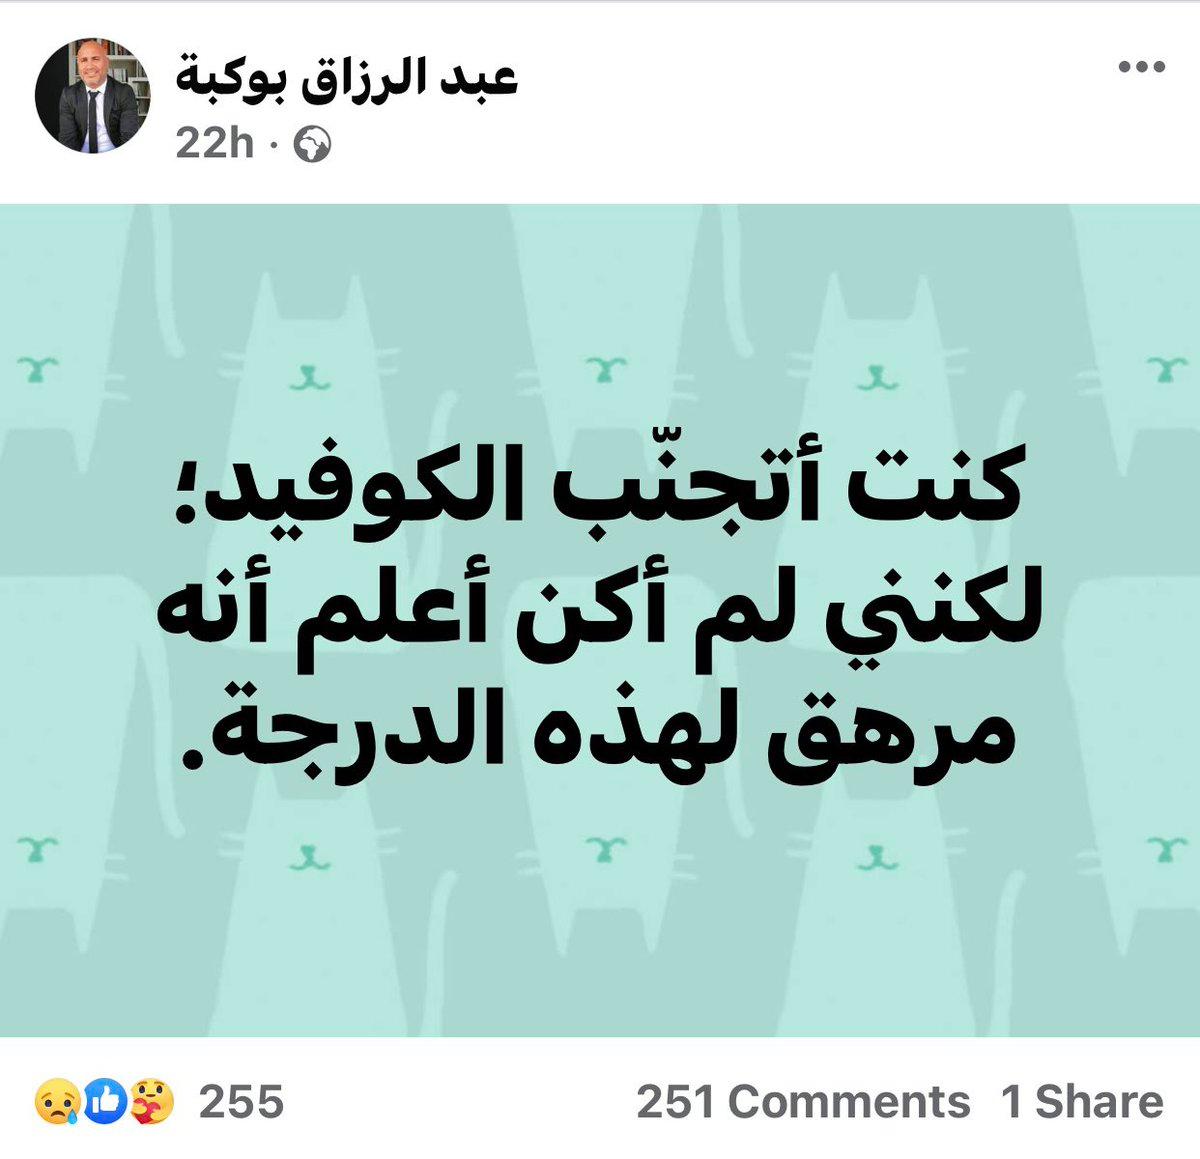 عبد الرزاق بوكبة
22h ·
كنت أتجنّب الكوفيد؛
لكنني لم أكن أعلم أنه
مرهق لهذه الدرجة.
255
251 Comments 1 Share